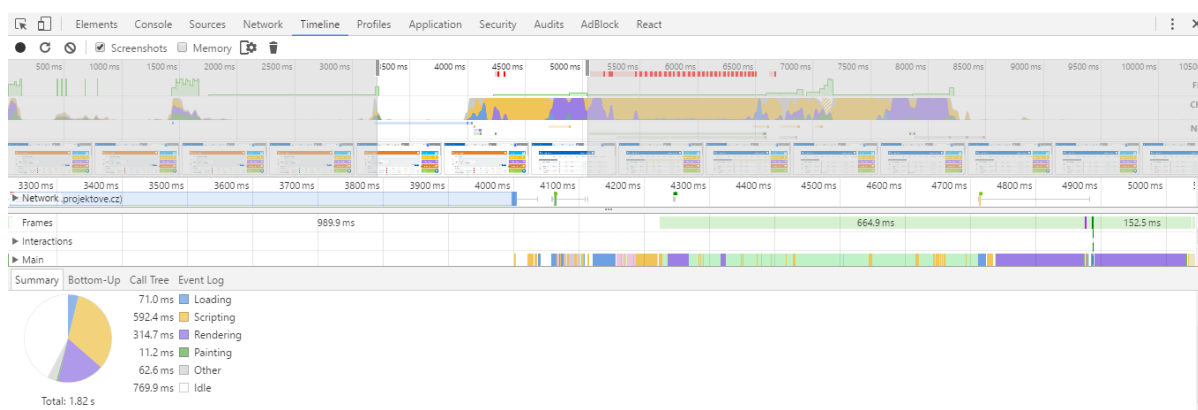 Elements Console Sources Network Timeline Profiles Application Security Audits AdBlock React
Screenshots Memory
500 ms 1000 ms 1500 ms 2000 ms 2500 ms 3000 ms 3500 ms 4000 ms 4500 ms 5000 ms 5500 ms 6000 ms 6500 ms 7000 ms 7500 ms 8000 ms 8500 ms 9000 ms 9500 ms 10000 ms 1050
F
CP
N
3300 ms 3400 ms 3500 ms 3600 ms 3700 ms 3800 ms 3900 ms 4000 ms 4100 ms 4200 ms 4300 ms 4400 ms 4500 ms 4600 ms 4700 ms 4800 ms 4900 ms 5000 ms
Network .projektove.cz)
Frames 989.9 ms 664.9 ms 152.5 ms
Interactions
Main
Summary Bottom-Up Call Tree Event Log
71.0 ms Loading
592.4 ms Scripting
314.7 ms Rendering
11.2 ms Painting
62.6 ms Other
769.9 ms Idle
Total: 1.82 s